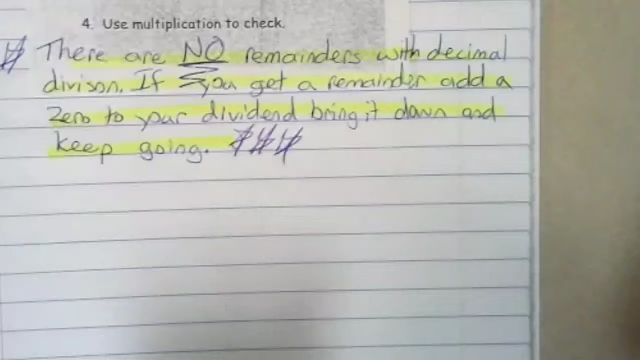 4. Use multiplication to check.
There are NO remainders with decimal
divison. If you get a remainder add a
zero to your dividend bring it down and
keep going.